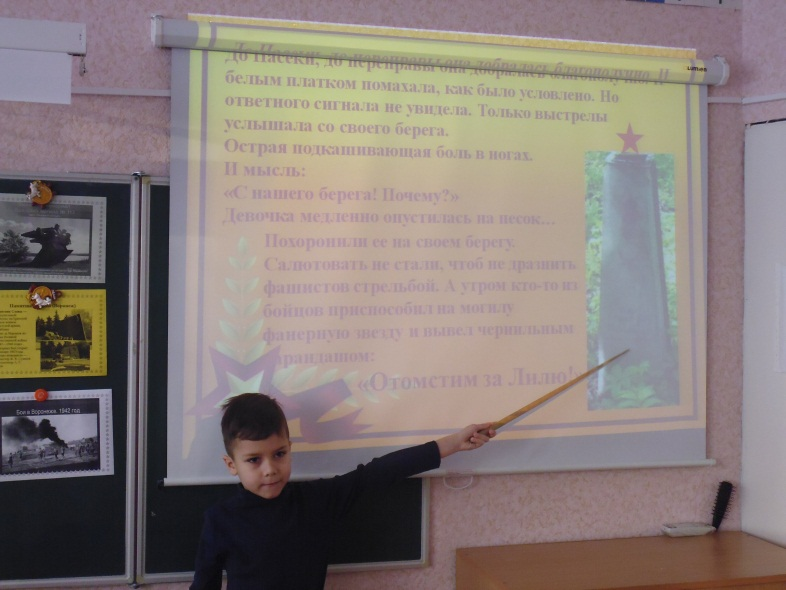 До Пасеки, до переправы она добралась благополучно. И
белым платком помахала, как было условлено. Но
ответного сигнала не увидела. Только выстрелы
услышала со своего берега.
Острая подкашивающая боль в ногах.
И мысль:
«С нашего берега! Почему?»
Девочка медленно опустилась на песок…
Похоронили ее на своем берегу.
Салютовать не стали, чтоб не дразнить
фашистов стрельбой. А утром кто-то из
бойцов приспособил на могилу
фанерную звезду и вывел чернильным
карандашом:
«Отомстим за Лилю!»
Бои в Воронеже. 1942 год